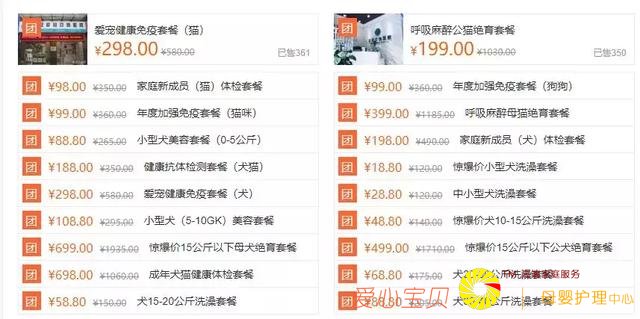 爱宠健康免疫套餐（猫）
¥298.00 ¥580.00
已售361
团 ¥98.00 ¥350.00 家庭新成员（猫）体检套餐
团 ¥99.00 ¥360.00 年度加强免疫套餐（猫咪）
团 ¥88.80 ¥265.00 小型犬美容套餐（0-5公斤）
团 ¥188.00 ¥350.00 健康抗体检测套餐（犬猫）
团 ¥298.00 ¥580.00 爱宠健康免疫套餐（犬）
团 ¥108.80 ¥295.00 小型犬（5-10GK）美容套餐
团 ¥699.00 ¥1935.00 惊爆价15公斤以下母犬绝育套餐
团 ¥698.00 ¥1060.00 成年犬猫健康体检套餐
团 ¥58.80 ¥150.00 犬15-20公斤洗澡套餐
团
呼吸麻醉公猫绝育套餐
¥199.00 ¥1030.00
已售350
团 ¥99.00 ¥360.00 年度加强免疫套餐（狗狗）
团 ¥399.00 ¥1185.00 呼吸麻醉母猫绝育套餐
团 ¥198.00 ¥490.00 家庭新成员（犬）体检套餐
团 ¥18.80 ¥120.00 惊爆价小型犬洗澡套餐
团 ¥28.80 ¥120.00 中小型犬洗澡套餐
团 ¥48.80 ¥140.00 惊爆价犬10-15公斤洗澡套餐
团 ¥499.00 ¥1710.00 惊爆价15公斤以下公犬绝育套餐
团 ¥68.80 ¥175.00 犬2 公斤洗澡套餐
团 洗澡套餐
爱心宝贝
家庭服务
母婴护理中心